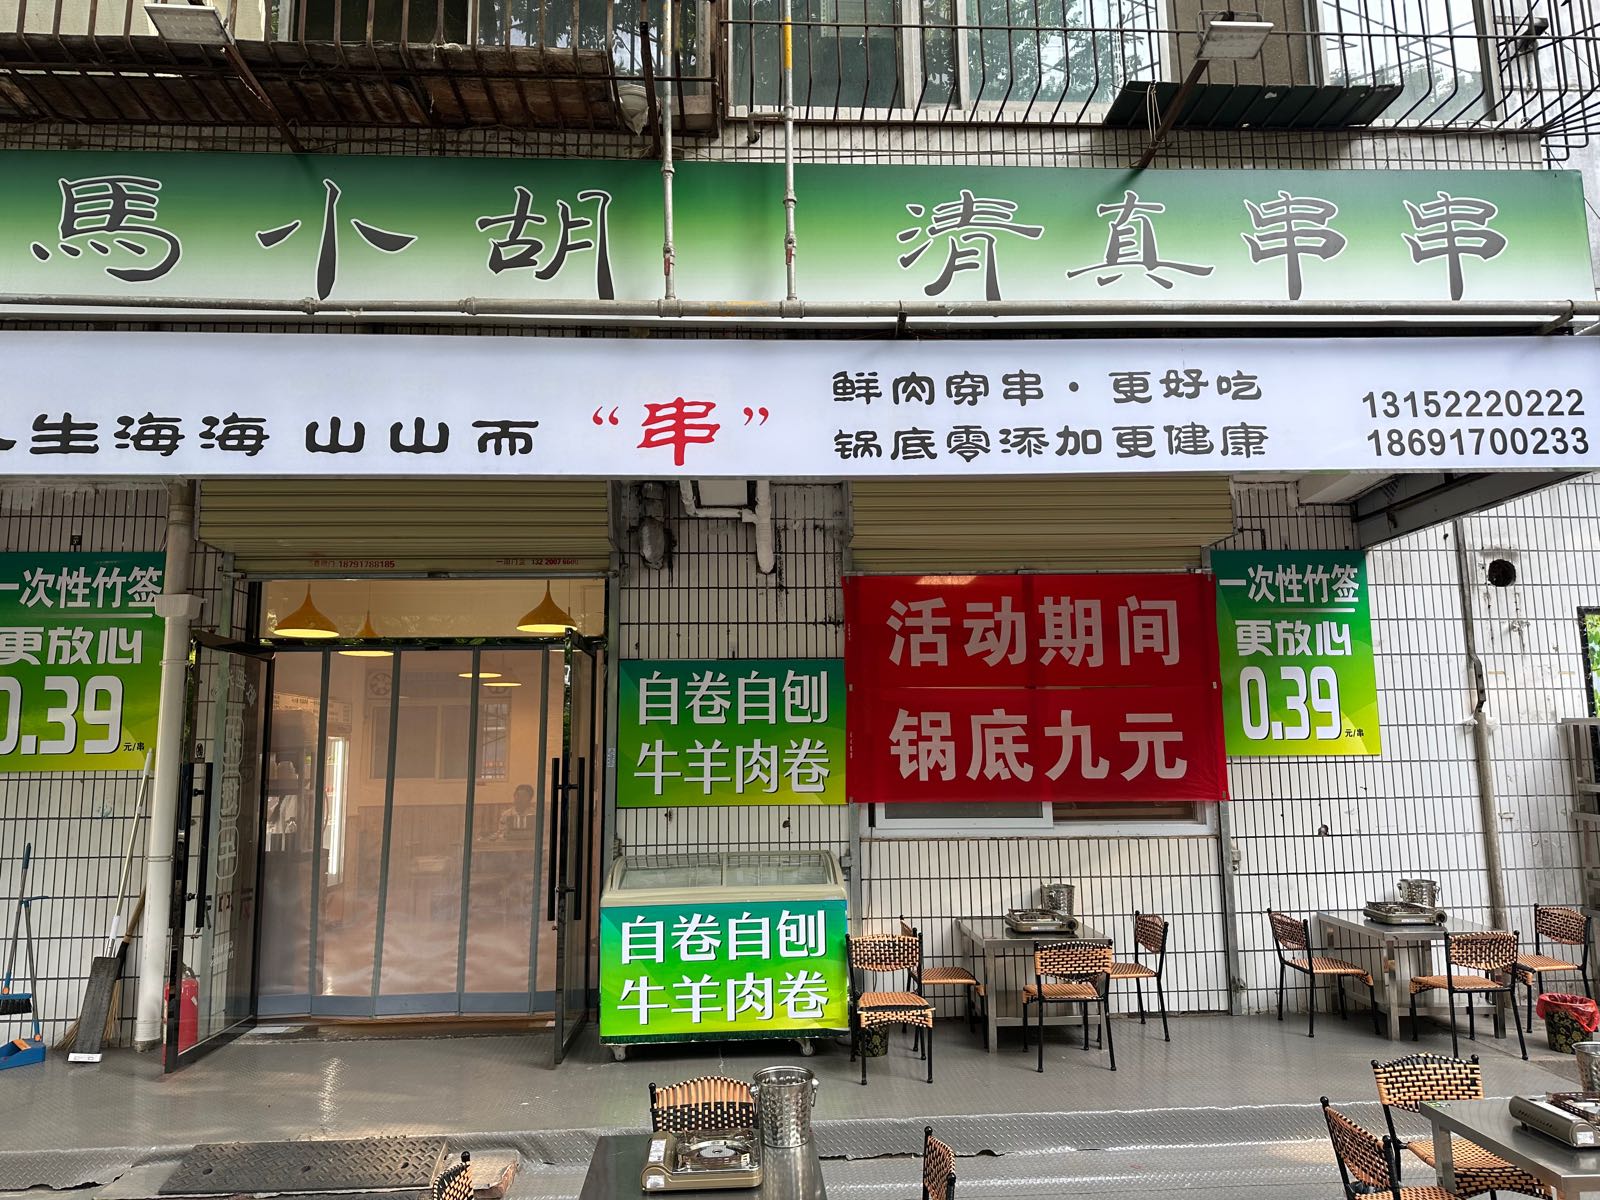 馬小胡 清真串串
生海海 山山而 “串”
鲜肉穿串·更好吃
锅底零添加更健康
13152220222
18691700233
18791788185
一次性竹签
更放心
0.39
元/串
自卷自刨
牛羊肉卷
活动期间
锅底九元
一次性竹签
更放心
0.39
元/串
自卷自刨
牛羊肉卷